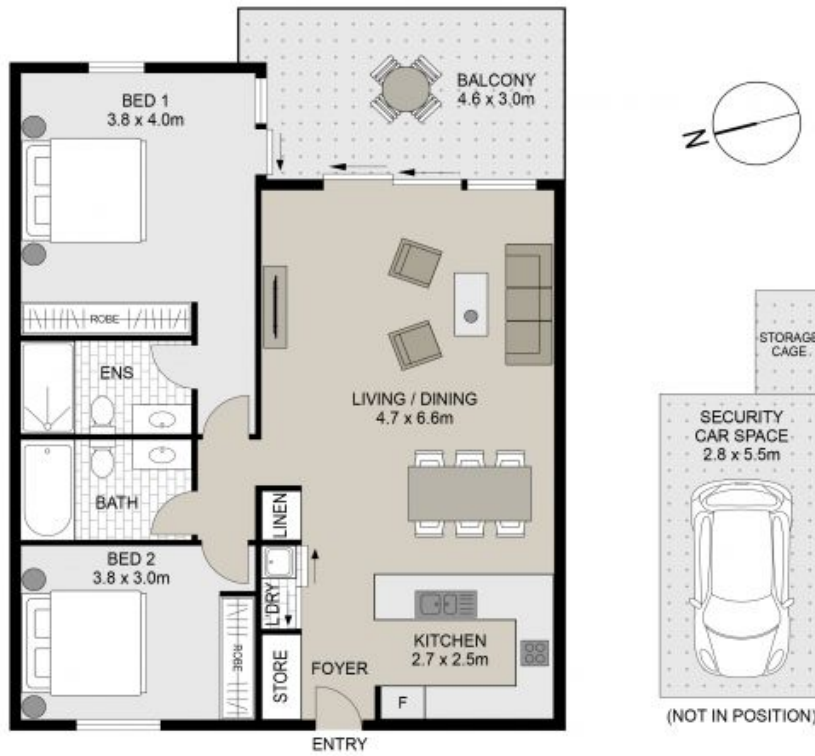 BALCONY
4.6 x 3.0m
BED 1
3.8 x 4.0m
N
ROBE
ENS
STORAGE
CAGE
LIVING / DINING
4.7 x 6.6m
SECURITY
CAR SPACE
2.8 x 5.5m
BATH
LINEN
BED 2
3.8 x 3.0m
L'DRY
ROBE
KITCHEN
2.7 x 2.5m
STORE
FOYER
F
(NOT IN POSITION)
ENTRY